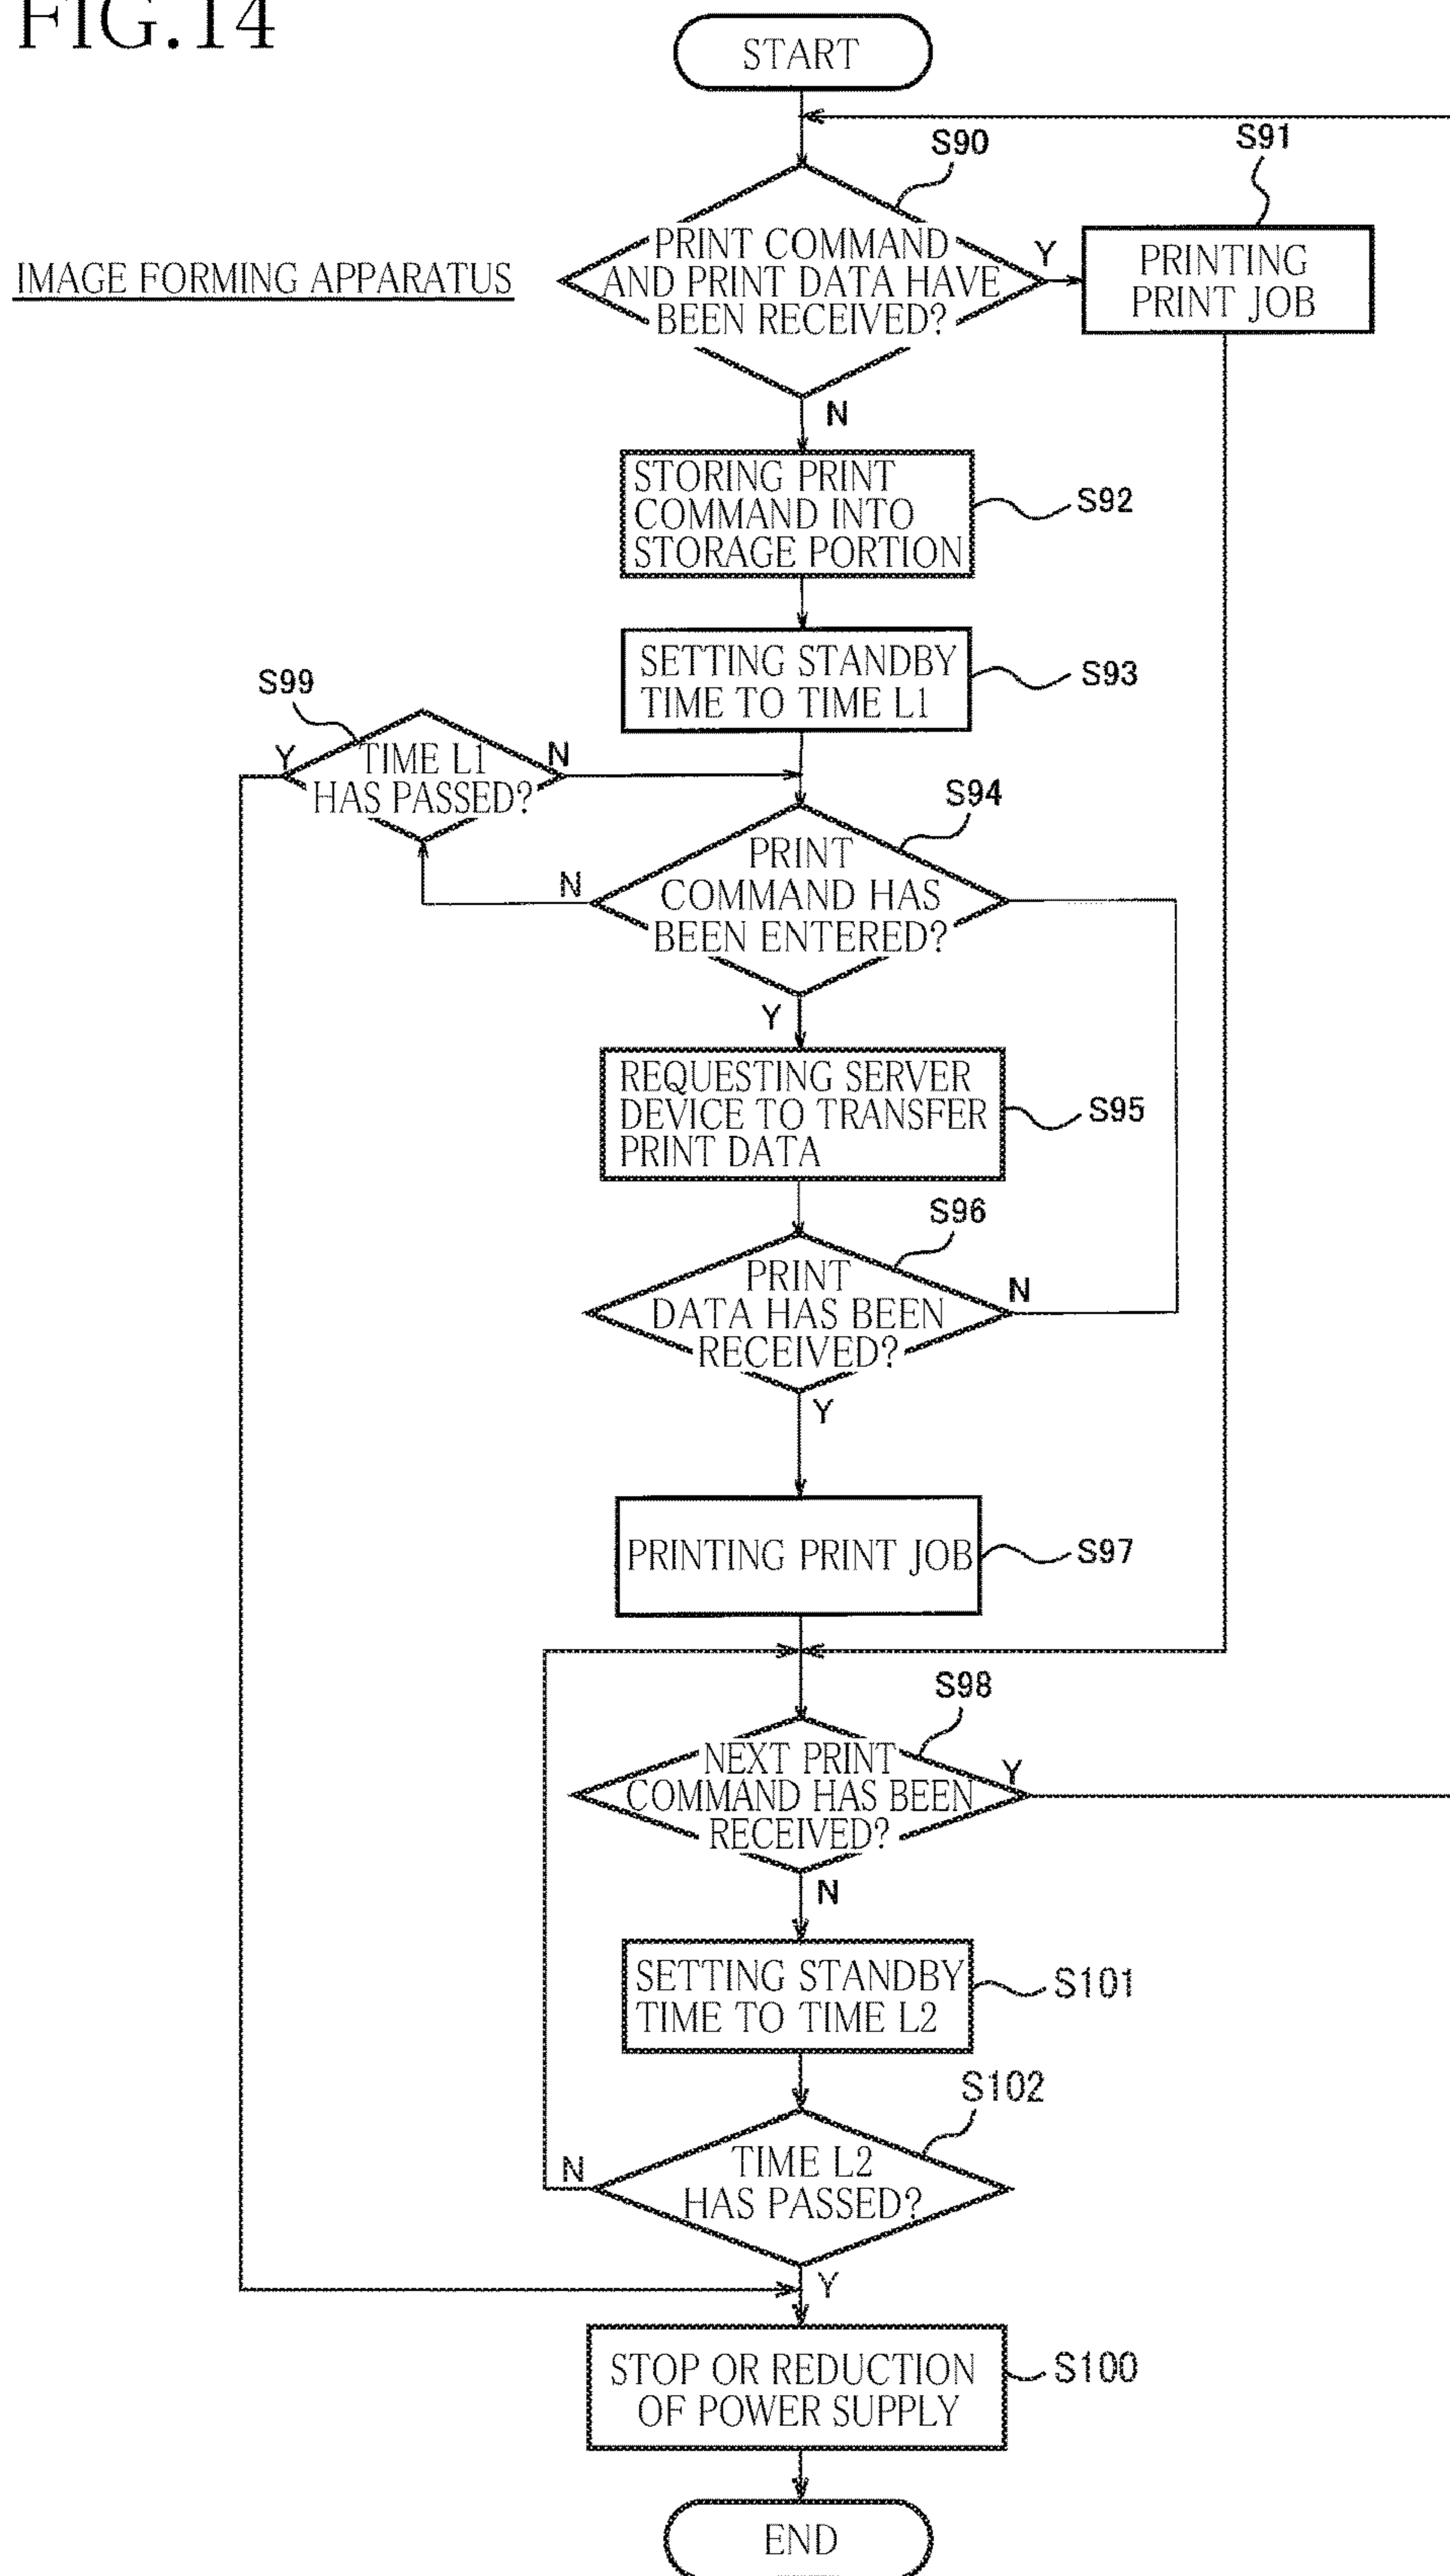 FIG.14
START
S90
S91
PRINT COMMAND
AND PRINT DATA HAVE
BEEN RECEIVED?
Y
PRINTING
PRINT JOB
IMAGE FORMING APPARATUS
N
STORING PRINT
COMMAND INTO
STORAGE PORTION
S92
SETTING STANDBY
TIME TO TIME L1
S93
S99
Y
TIME L1
HAS PASSED?
N
S94
PRINT
COMMAND HAS
BEEN ENTERED?
N
Y
REQUESTING SERVER
DEVICE TO TRANSFER
PRINT DATA
S95
S96
PRINT
DATA HAS BEEN
RECEIVED?
N
Y
PRINTING PRINT JOB
S97
S98
NEXT PRINT
COMMAND HAS BEEN
RECEIVED?
Y
N
SETTING STANDBY
TIME TO TIME L2
S101
S102
TIME L2
HAS PASSED?
N
Y
STOP OR REDUCTION
OF POWER SUPPLY
S100
END